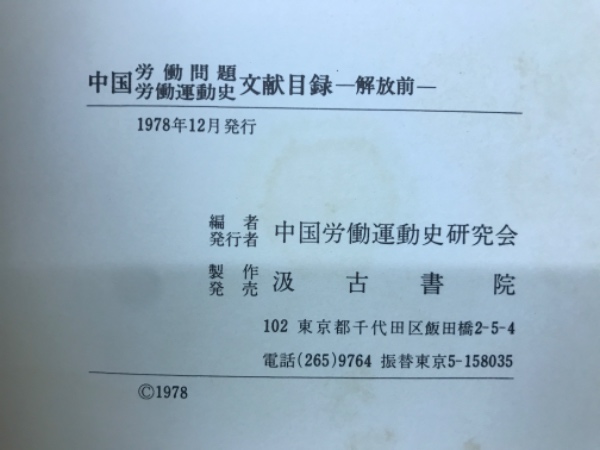 中国労働問題労働運動史文献目録―解放前―
1978年12月発行
編者
発行者 中国労働運動史研究会
製作
発売 汲古書院
102 東京都千代田区飯田橋2-5-4
電話(265)9764 振替東京5-158035
©1978